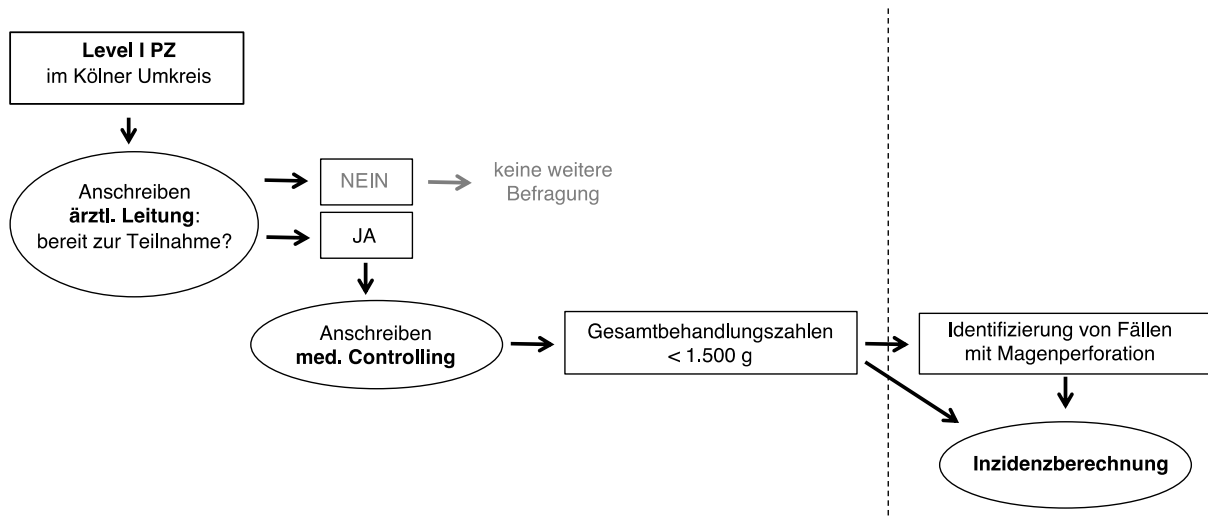 Level I PZ
im Kölner Umkreis
Anschreiben
ärztl. Leitung:
bereit zur Teilnahme?
NEIN
keine weitere
Befragung
JA
Anschreiben
med. Controlling
Gesamtbehandlungszahlen
< 1.500 g
Identifizierung von Fällen
mit Magenperforation
Inzidenzberechnung